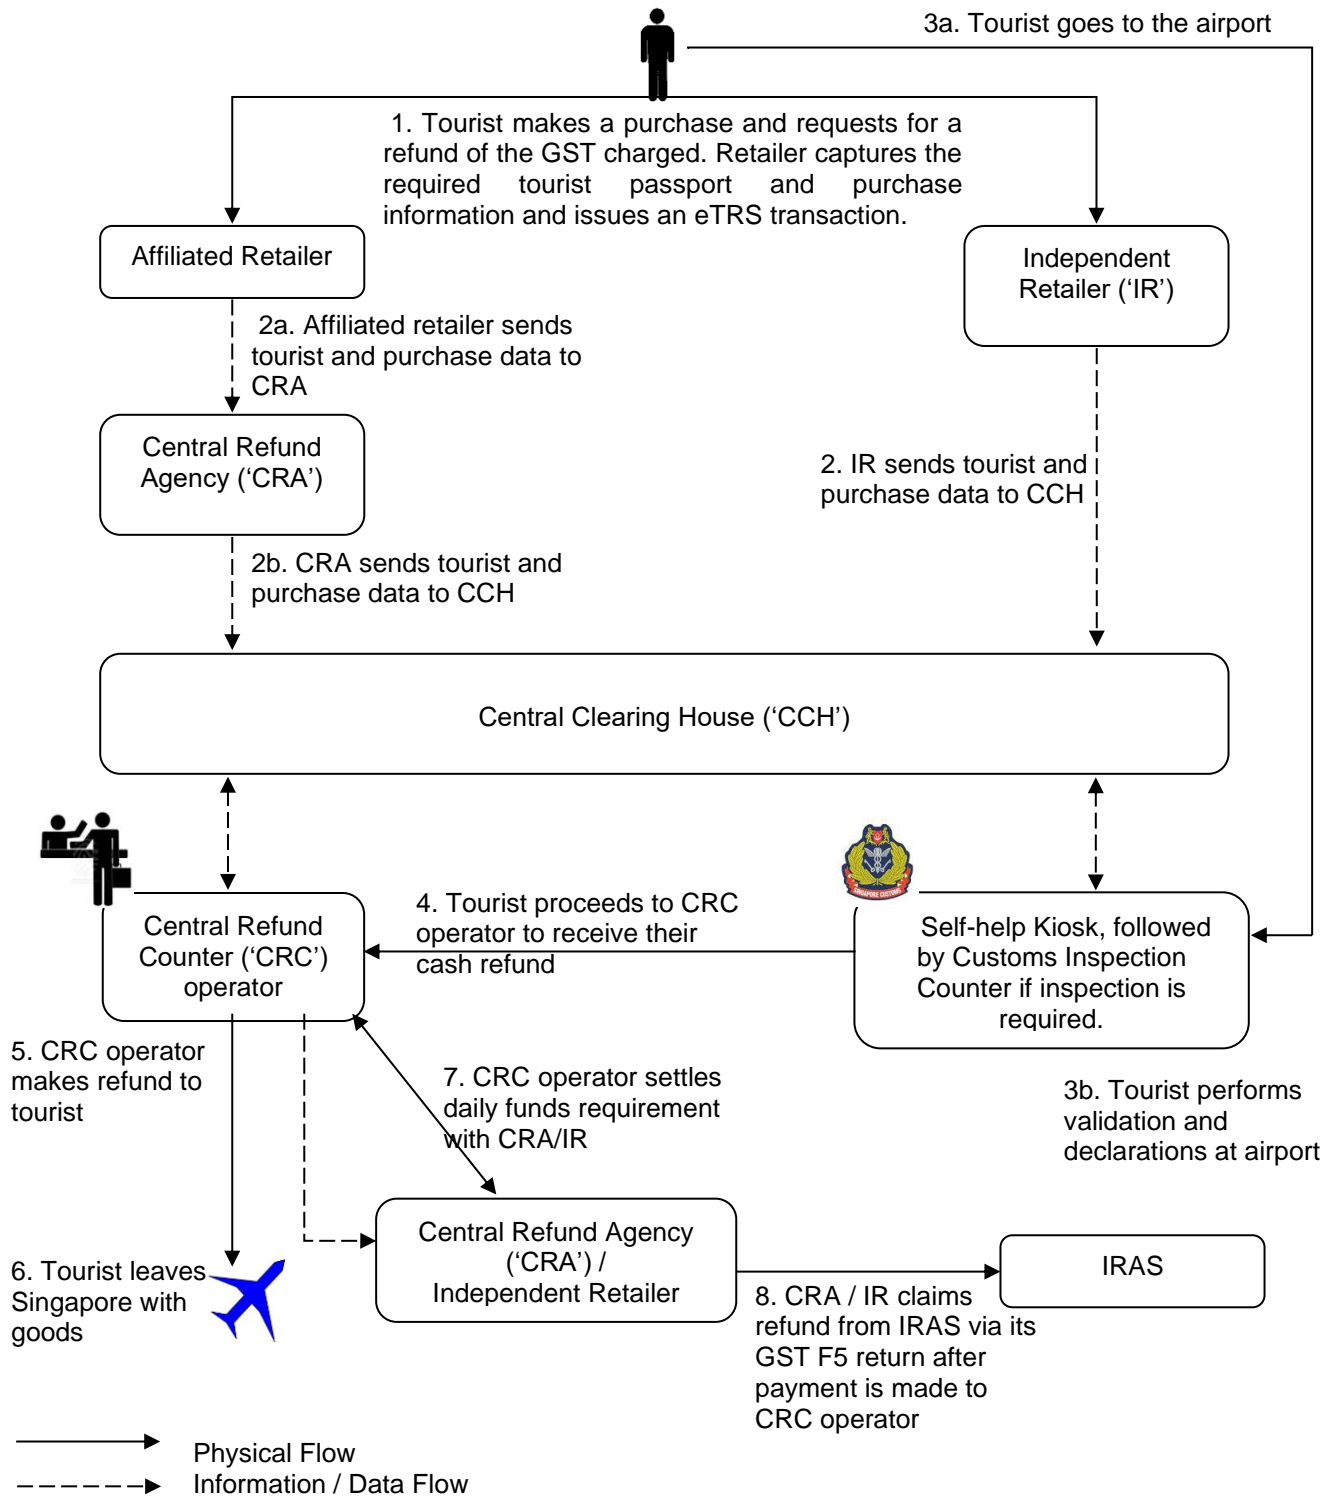 3a. Tourist goes to the airport
1. Tourist makes a purchase and requests for a
refund of the GST charged. Retailer captures the
required tourist passport and purchase
information and issues an eTRS transaction.
Affiliated Retailer
Independent
Retailer (‘IR’)
2a. Affiliated retailer sends
tourist and purchase data to
CRA
Central Refund
Agency (‘CRA’)
2. IR sends tourist and
purchase data to CCH
2b. CRA sends tourist and
purchase data to CCH
Central Clearing House (‘CCH’)
SINGAPORE CUSTOMS
Central Refund
Counter (‘CRC’)
operator
4. Tourist proceeds to CRC
operator to receive their
cash refund
Self-help Kiosk, followed
by Customs Inspection
Counter if inspection is
required.
5. CRC operator
makes refund to
tourist
7. CRC operator settles
daily funds requirement
with CRA/IR
3b. Tourist performs
validation and
declarations at airport
6. Tourist leaves
Singapore with
goods
Central Refund Agency
(‘CRA’) /
Independent Retailer
IRAS
8. CRA / IR claims
refund from IRAS via its
GST F5 return after
payment is made to
CRC operator
Physical Flow
Information / Data Flow